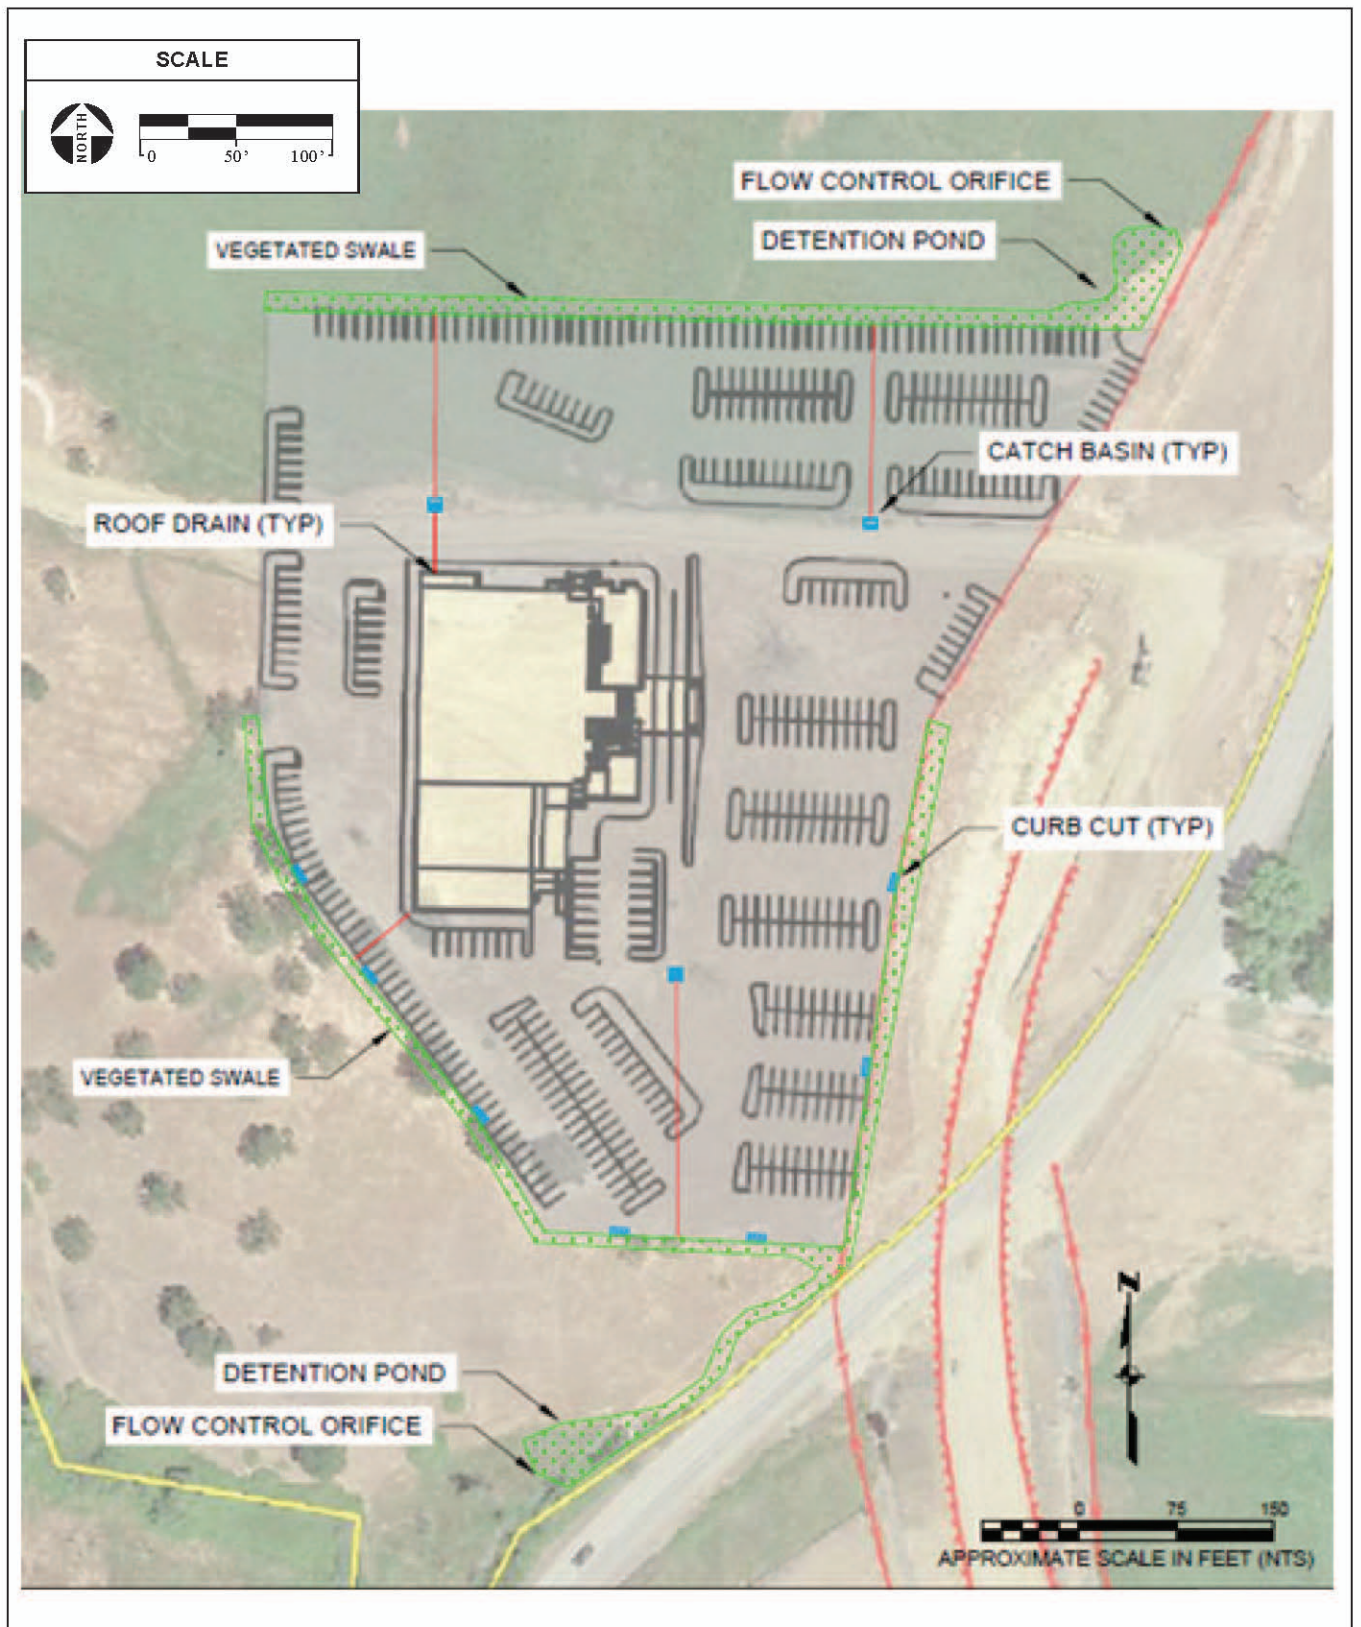 SCALE
NORTH
0 50' 100'
FLOW CONTROL ORIFICE
DETENTION POND
VEGETATED SWALE
CATCH BASIN (TYP)
ROOF DRAIN (TYP)
CURB CUT (TYP)
VEGETATED SWALE
Z
DETENTION POND
FLOW CONTROL ORIFICE
0 75 150
APPROXIMATE SCALE IN FEET (NTS)